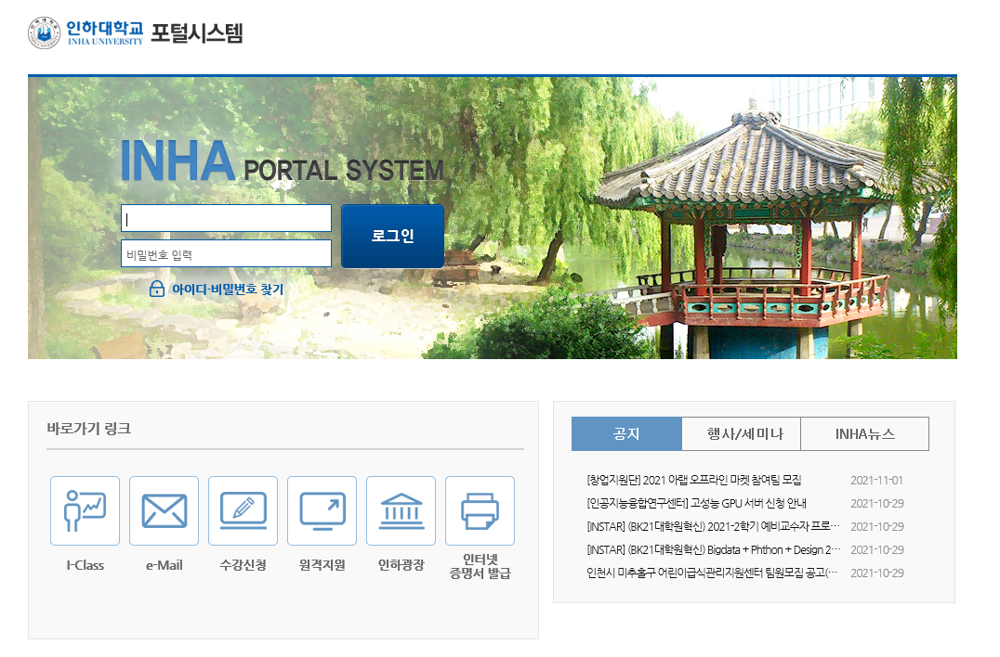 인하대학교
INHA UNIVERSITY
포털시스템
INHA PORTAL SYSTEM
로그인
비밀번호 입력
아이디·비밀번호 찾기
바로가기 링크
I-Class
e-Mail
수강신청
원격지원
인하광장
인터넷
증명서 발급
공지
행사/세미나
INHA뉴스
[창업지원단] 2021 아랩 오프라인 마켓 참여팀 모집 2021-11-01
[인공지능융합연구센터] 고성능 GPU 서버 신청 안내 2021-10-29
[INSTAR] (BK21대학원혁신) 2021-2학기 예비교수자 프로… 2021-10-29
[INSTAR] (BK21대학원혁신) Bigdata + Phthon + Design 2… 2021-10-29
인천시 미추홀구 어린이급식관리지원센터 팀원모집 공고(… 2021-10-29